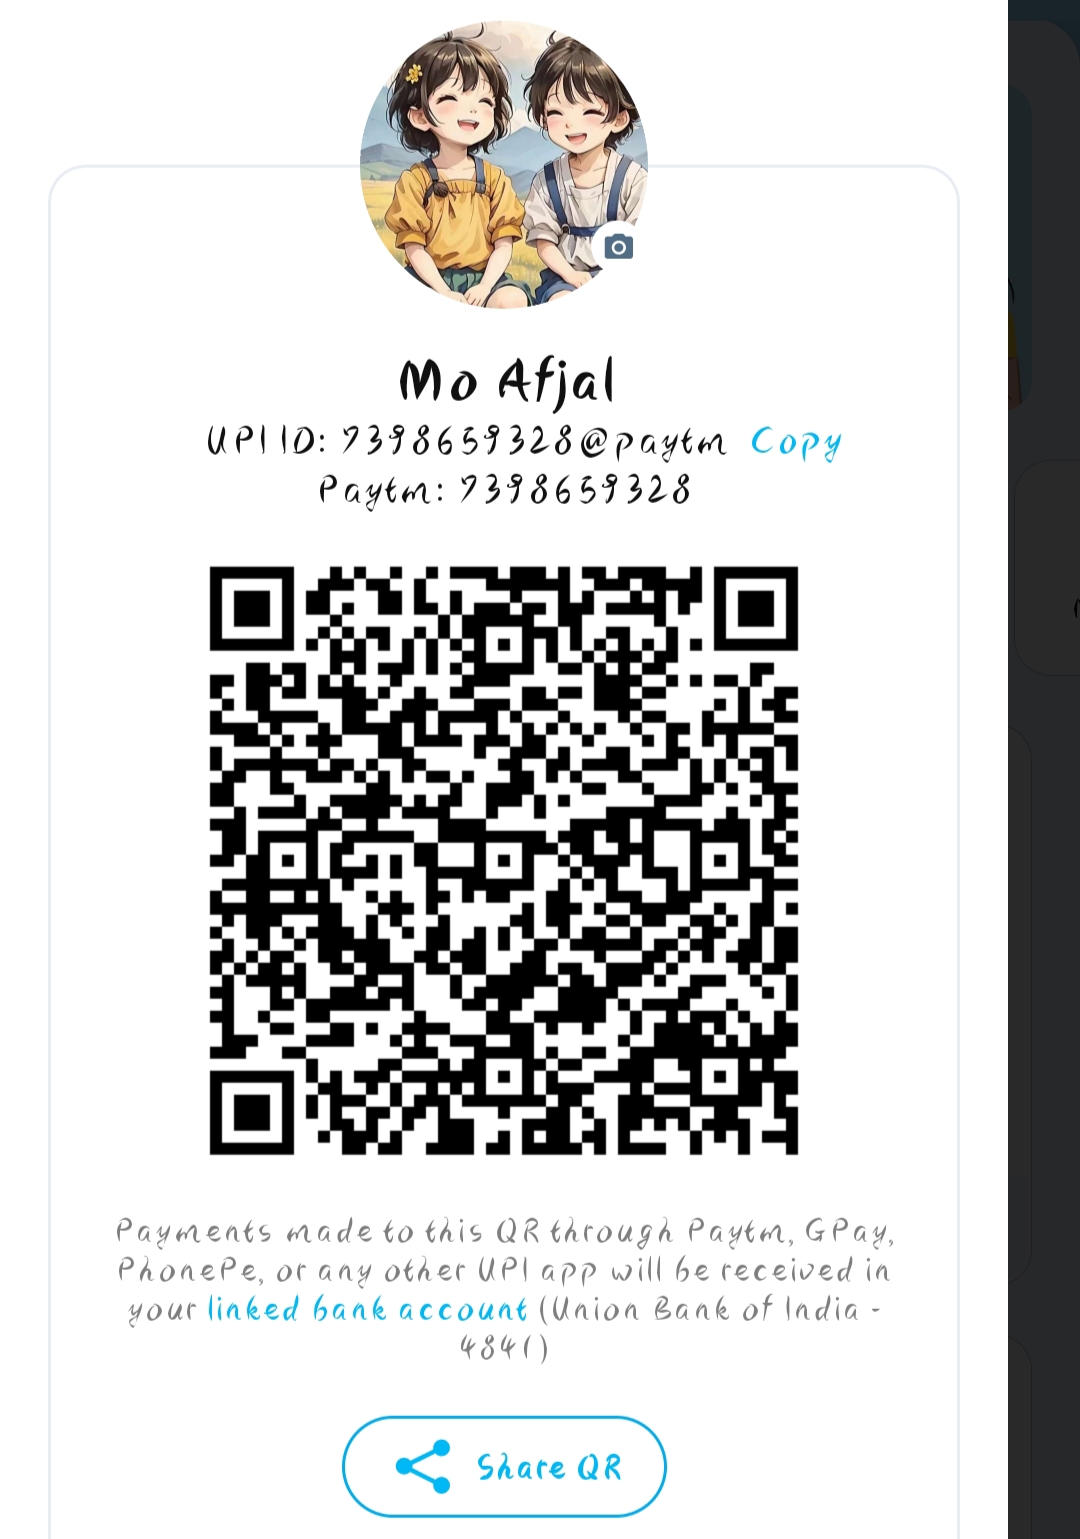 Mo Afjal
UPI ID: 7398659328@paytm Copy
Paytm: 7398659328
Payments made to this QR through Paytm, GPay,
PhonePe, or any other UPI app will be received in
your linked bank account (Union Bank of India -
4841)
Share QR